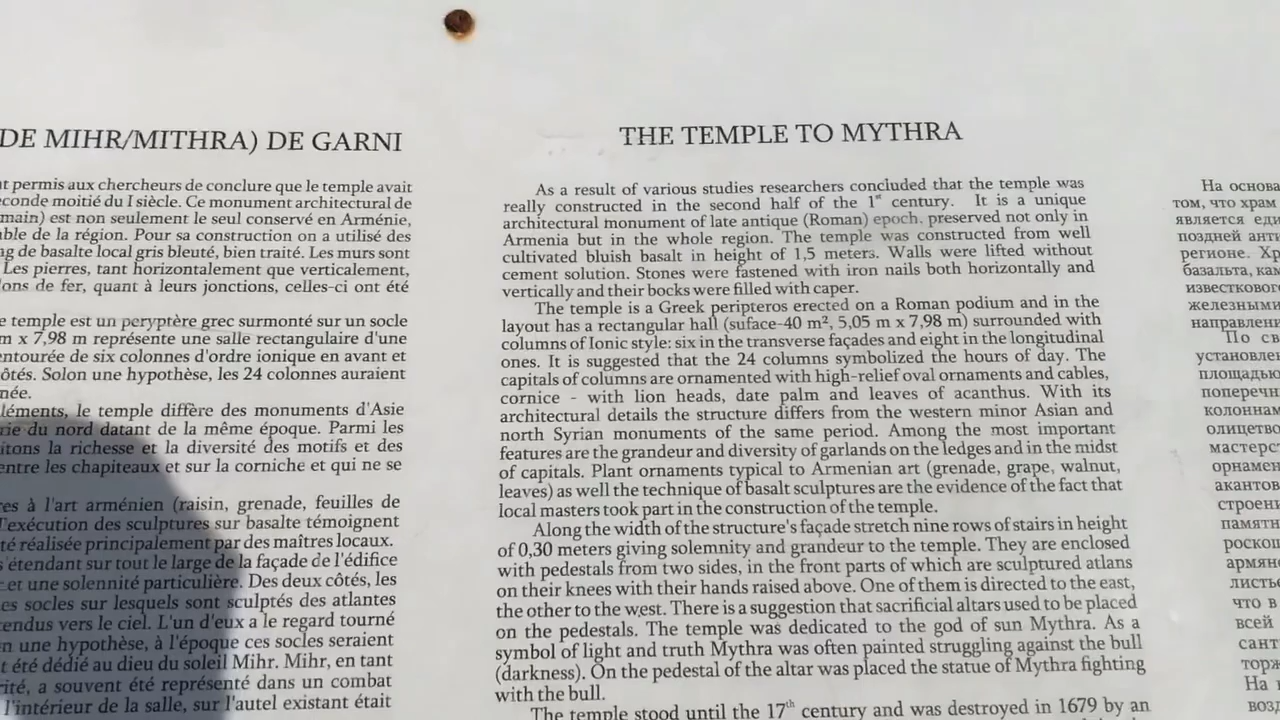 DE MIHR/MITHRA) DE GARNI
t permis aux chercheurs de conclure que le temple avait
econde moitié du I siècle. Ce monument architectural de
main) est non seulement le seul conservé en Arménie,
ble de la région. Pour sa construction on a utilisé des
ng de basalte local gris bleuté, bien traité. Les murs sont
Les pierres, tant horizontalement que verticalement,
ons de fer, quant à leurs jonctions, celles-ci ont été
e temple est un peryptère grec surmonté sur un socle
m x 7,98 m représente une salle rectangulaire d'une
entourée de six colonnes d'ordre ionique en avant et
ôtés. Solon une hypothèse, les 24 colonnes auraient
née.
léments, le temple diffère des monuments d'Asie
rie du nord datant de la même époque. Parmi les
itons la richesse et la diversité des motifs et des
entre les chapiteaux et sur la corniche et qui ne se
res à l'art arménien (raisin, grenade, feuilles de
l'exécution des sculptures sur basalte témoignent
té réalisée principalement par des maîtres locaux.
s'étendant sur tout le large de la façade de l'édifice
et une solennité particulière. Des deux côtés, les
es socles sur lesquels sont sculptés des atlantes
tendus vers le ciel. L'un d'eux a le regard tourné
n une hypothèse, à l'époque ces socles seraient
t été dédié au dieu du soleil Mihr. Mihr, en tant
rité, a souvent été représenté dans un combat
l'intérieur de la salle, sur l'autel existant était
THE TEMPLE TO MYTHRA
As a result of various studies researchers concluded that the temple was
really constructed in the second half of the 1st century. It is a unique
architectural monument of late antique (Roman) epoch. preserved not only in
Armenia but in the whole region. The temple was constructed from well
cultivated bluish basalt in height of 1,5 meters. Walls were lifted without
cement solution. Stones were fastened with iron nails both horizontally and
vertically and their bocks were filled with caper.
The temple is a Greek peripteros erected on a Roman podium and in the
layout has a rectangular hall (suface-40 m², 5,05 m x 7,98 m) surrounded with
columns of Ionic style: six in the transverse façades and eight in the longitudinal
ones. It is suggested that the 24 columns symbolized the hours of day. The
capitals of columns are ornamented with high-relief oval ornaments and cables,
cornice - with lion heads, date palm and leaves of acanthus. With its
architectural details the structure differs from the western minor Asian and
north Syrian monuments of the same period. Among the most important
features are the grandeur and diversity of garlands on the ledges and in the midst
of capitals. Plant ornaments typical to Armenian art (grenade, grape, walnut,
leaves) as well the technique of basalt sculptures are the evidence of the fact that
local masters took part in the construction of the temple.
Along the width of the structure's façade stretch nine rows of stairs in height
of 0,30 meters giving solemnity and grandeur to the temple. They are enclosed
with pedestals from two sides, in the front parts of which are sculptured atlans
on their knees with their hands raised above. One of them is directed to the east,
the other to the west. There is a suggestion that sacrificial altars used to be placed
on the pedestals. The temple was dedicated to the god of sun Mythra. As a
symbol of light and truth Mythra was often painted struggling against the bull
(darkness). On the pedestal of the altar was placed the statue of Mythra fighting
with the bull.
The temple stood until the 17th century and was destroyed in 1679 by an
На основа
том, что храм
является еди
поздней анти
регионе. Хр
базальта, кам
известковог
железными
направлени
По св
установле
площадью
поперечн
колоннам
олицетво
мастерс
орнамен
акантов
строени
памятн
роскош
армяно
листье
что в
всей
сант
торж
На п
возд